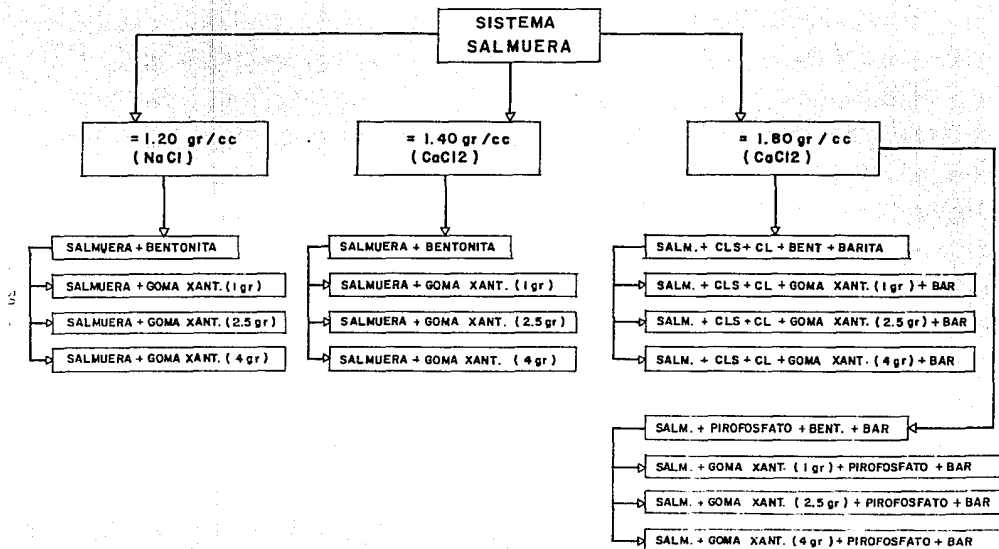 SISTEMA
SALMUERA
= 1.20 gr/cc
(NaCl)
= 1.40 gr/cc
(CaCl2)
= 1.80 gr/cc
(CaCl2)
SALMUERA + BENTONITA
SALMUERA + GOMA XANT. (1 gr)
SALMUERA + GOMA XANT. (2.5 gr)
SALMUERA + GOMA XANT. (4 gr)
SALMUERA + BENTONITA
SALMUERA + GOMA XANT. (1 gr)
SALMUERA + GOMA XANT. (2.5 gr)
SALMUERA + GOMA XANT. (4 gr)
SALM. + CLS + CL + BENT + BARITA
SALM. + CLS + CL + GOMA XANT. (1 gr) + BAR
SALM. + CLS + CL + GOMA XANT. (2.5 gr) + BAR
SALM. + CLS + CL + GOMA XANT. (4 gr) + BAR
SALM. + PIROFOSFATO + BENT. + BAR
SALM. + GOMA XANT. (1 gr) + PIROFOSFATO + BAR
SALM. + GOMA XANT. (2.5 gr) + PIROFOSFATO + BAR
SALM. + GOMA XANT. (4 gr) + PIROFOSFATO + BAR